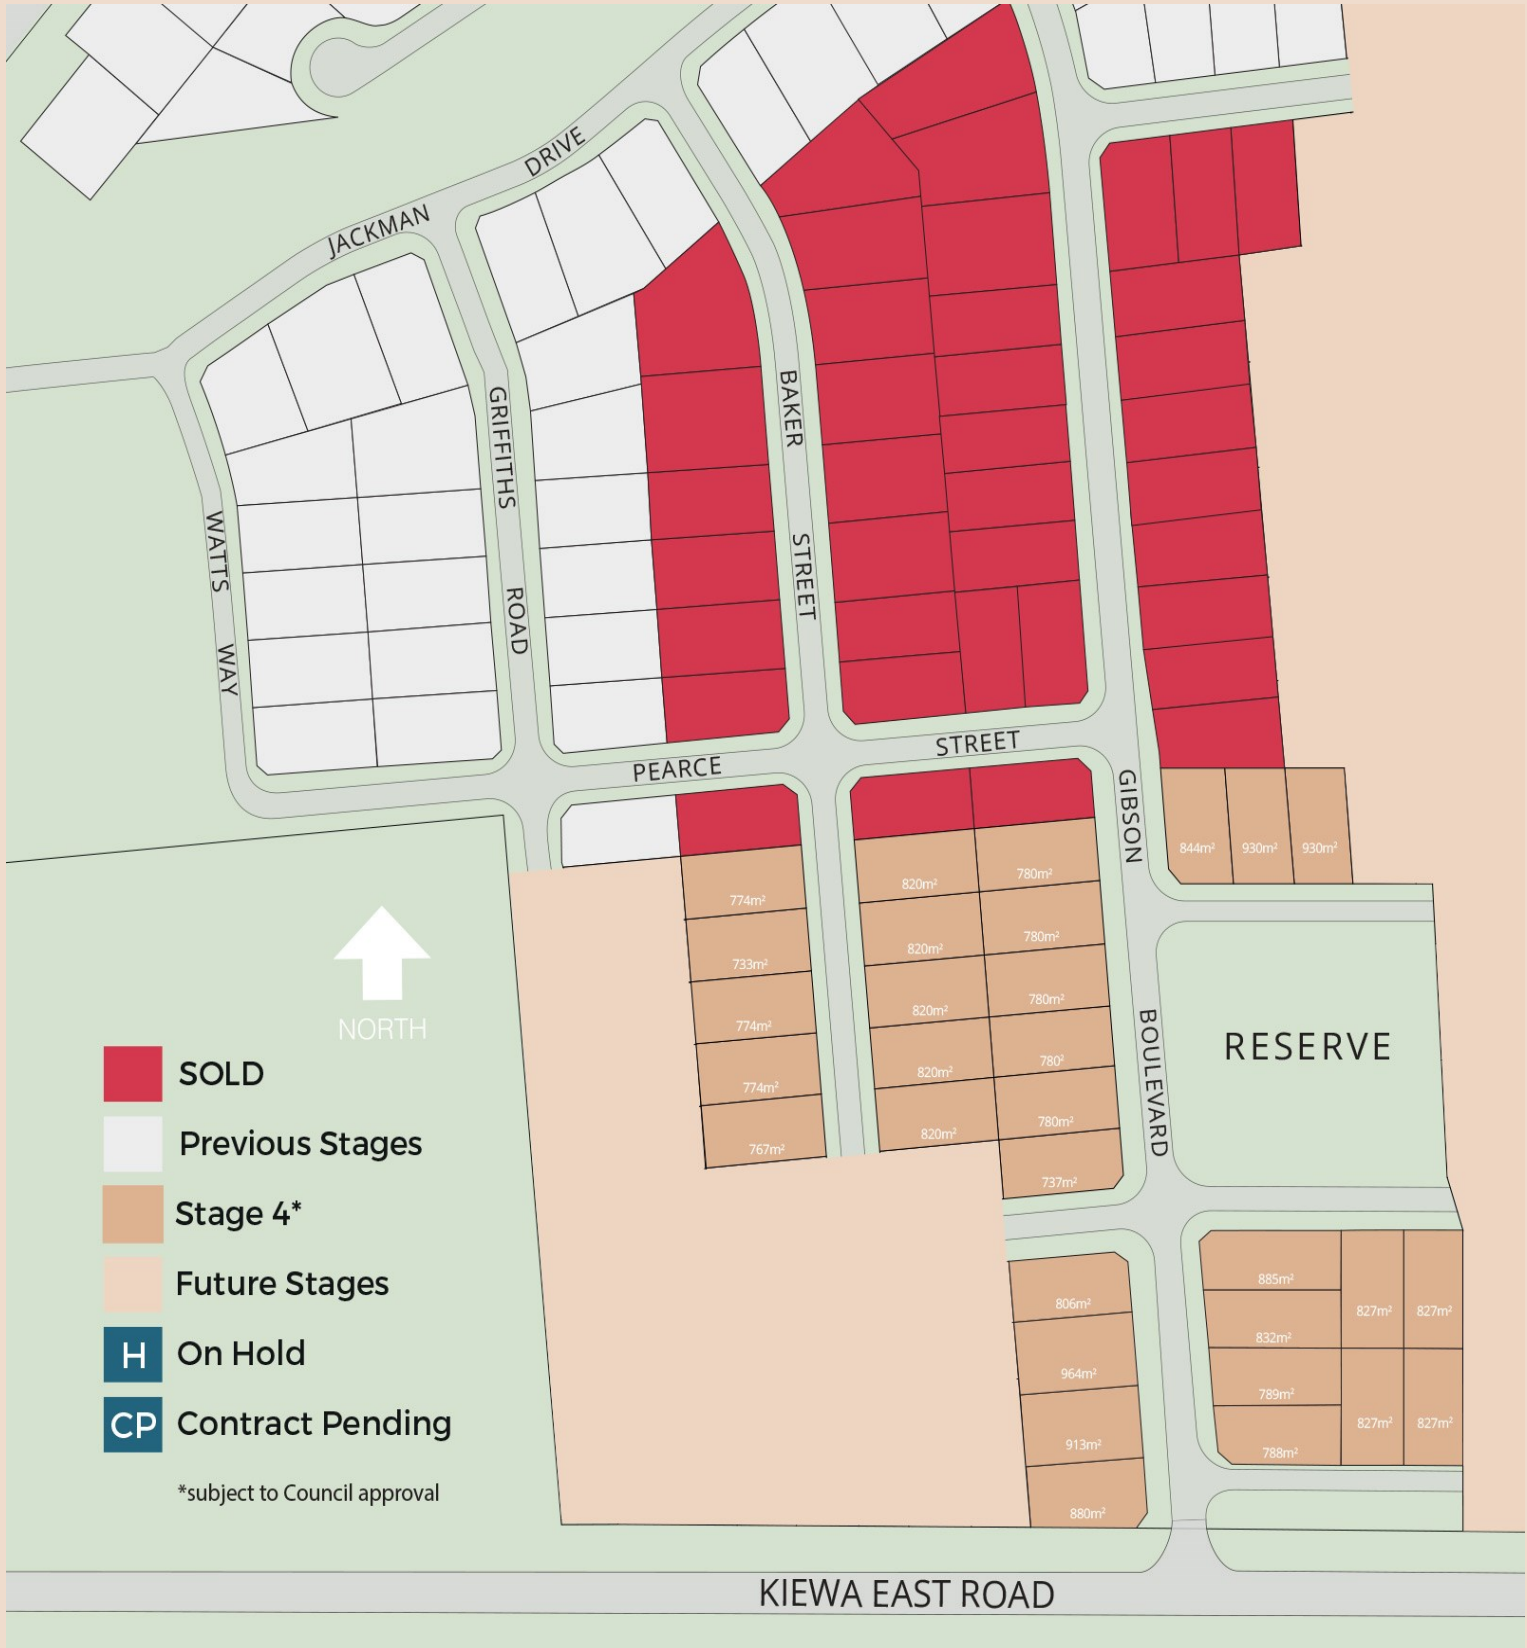 DRIVE
JACKMAN
GRIFFITHS
BAKER
WATTS
STREET
ROAD
WAY
STREET
PEARCE
GIBSON
844m²
930m²
930m²
780m²
820m²
774m²
780m²
820m²
733m²
780m²
820m²
774m²
NORTH
BOULEVARD
RESERVE
780²
820m²
774m²
780m²
820m²
767m²
737m²
SOLD
Previous Stages
Stage 4*
Future Stages
H On Hold
CP Contract Pending
*subject to Council approval
885m²
806m²
827m²
827m²
832m²
964m²
789m²
827m²
827m²
913m²
788m²
880m²
KIEWA EAST ROAD